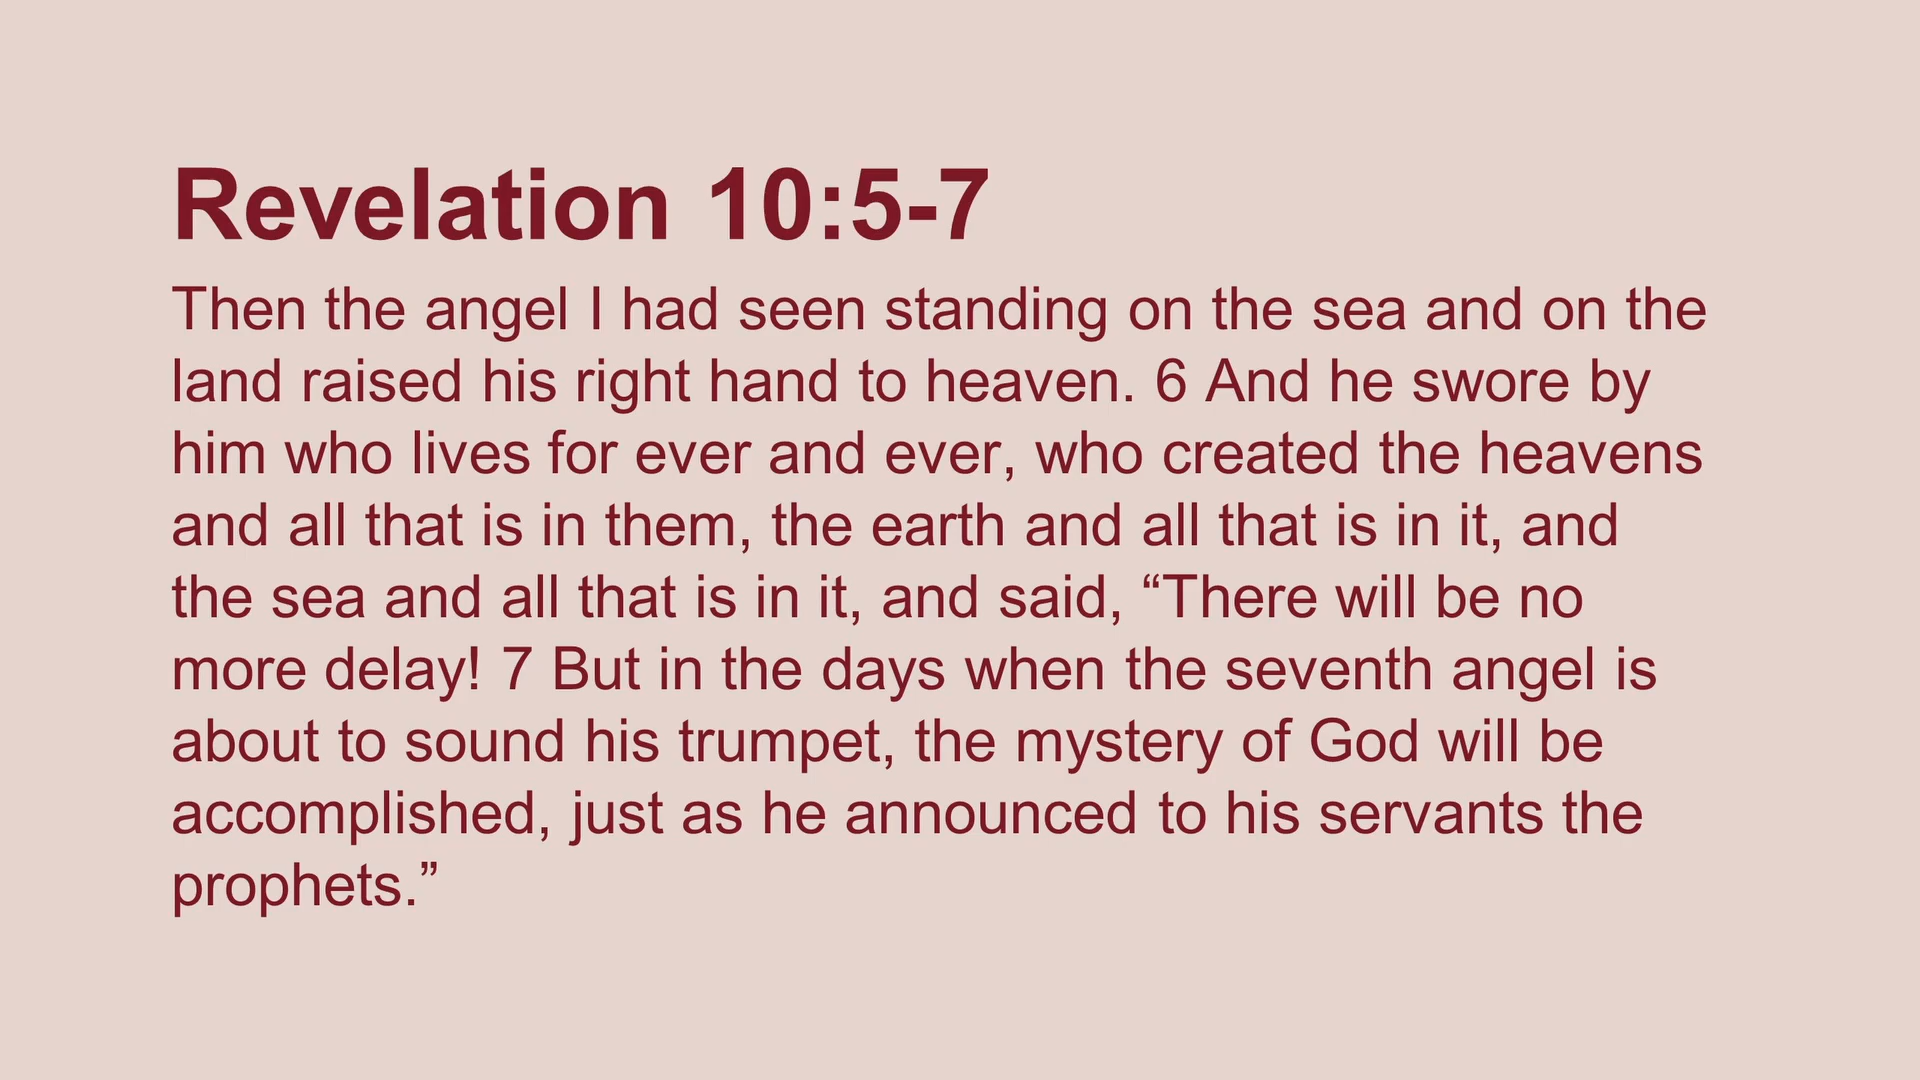 Revelation 10:5-7
Then the angel I had seen standing on the sea and on the
land raised his right hand to heaven. 6 And he swore by
him who lives for ever and ever, who created the heavens
and all that is in them, the earth and all that is in it, and
the sea and all that is in it, and said, “There will be no
more delay! 7 But in the days when the seventh angel is
about to sound his trumpet, the mystery of God will be
accomplished, just as he announced to his servants the
prophets.”